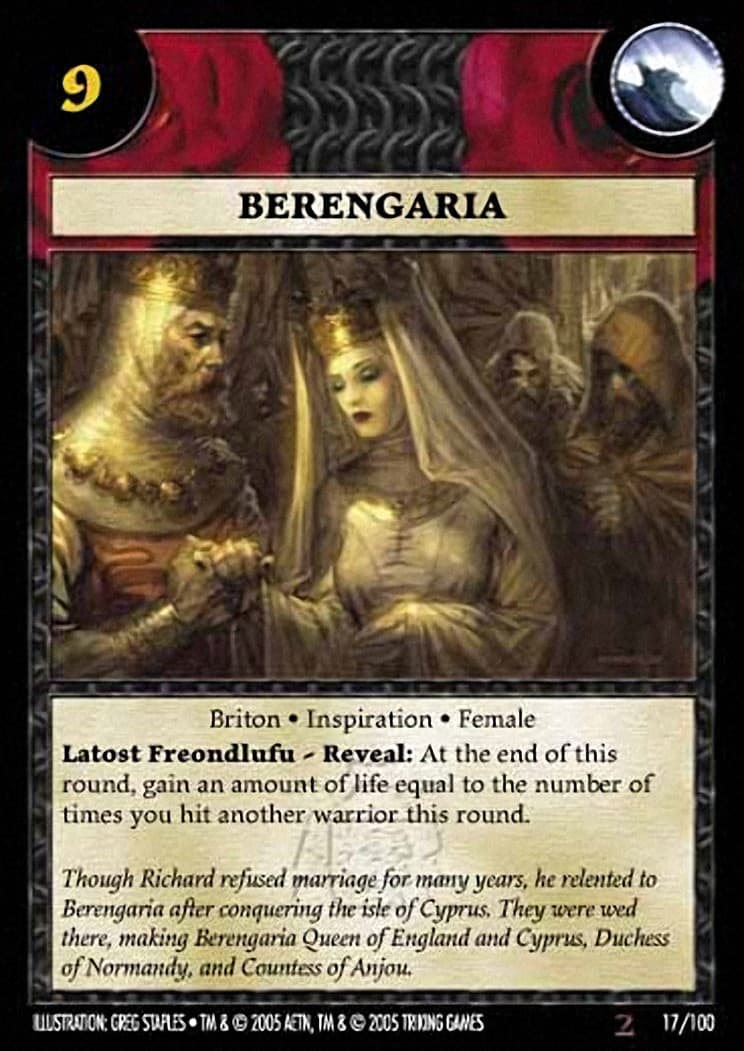 9
BERENGARIA
Briton • Inspiration • Female
Latost Freondlufu - Reveal: At the end of this
round, gain an amount of life equal to the number of
times you hit another warrior this round.
Though Richard refused marriage for many years, he relented to
Berengaria after conquering the isle of Cyprus. They were wed
there, making Berengaria Queen of England and Cyprus, Duchess
of Normandy, and Countess of Anjou.
ILLUSTRATION: GREG STAPLES • TM & © 2005 AETN, TM & © 2005 TRIKING GAMES
2 17/100